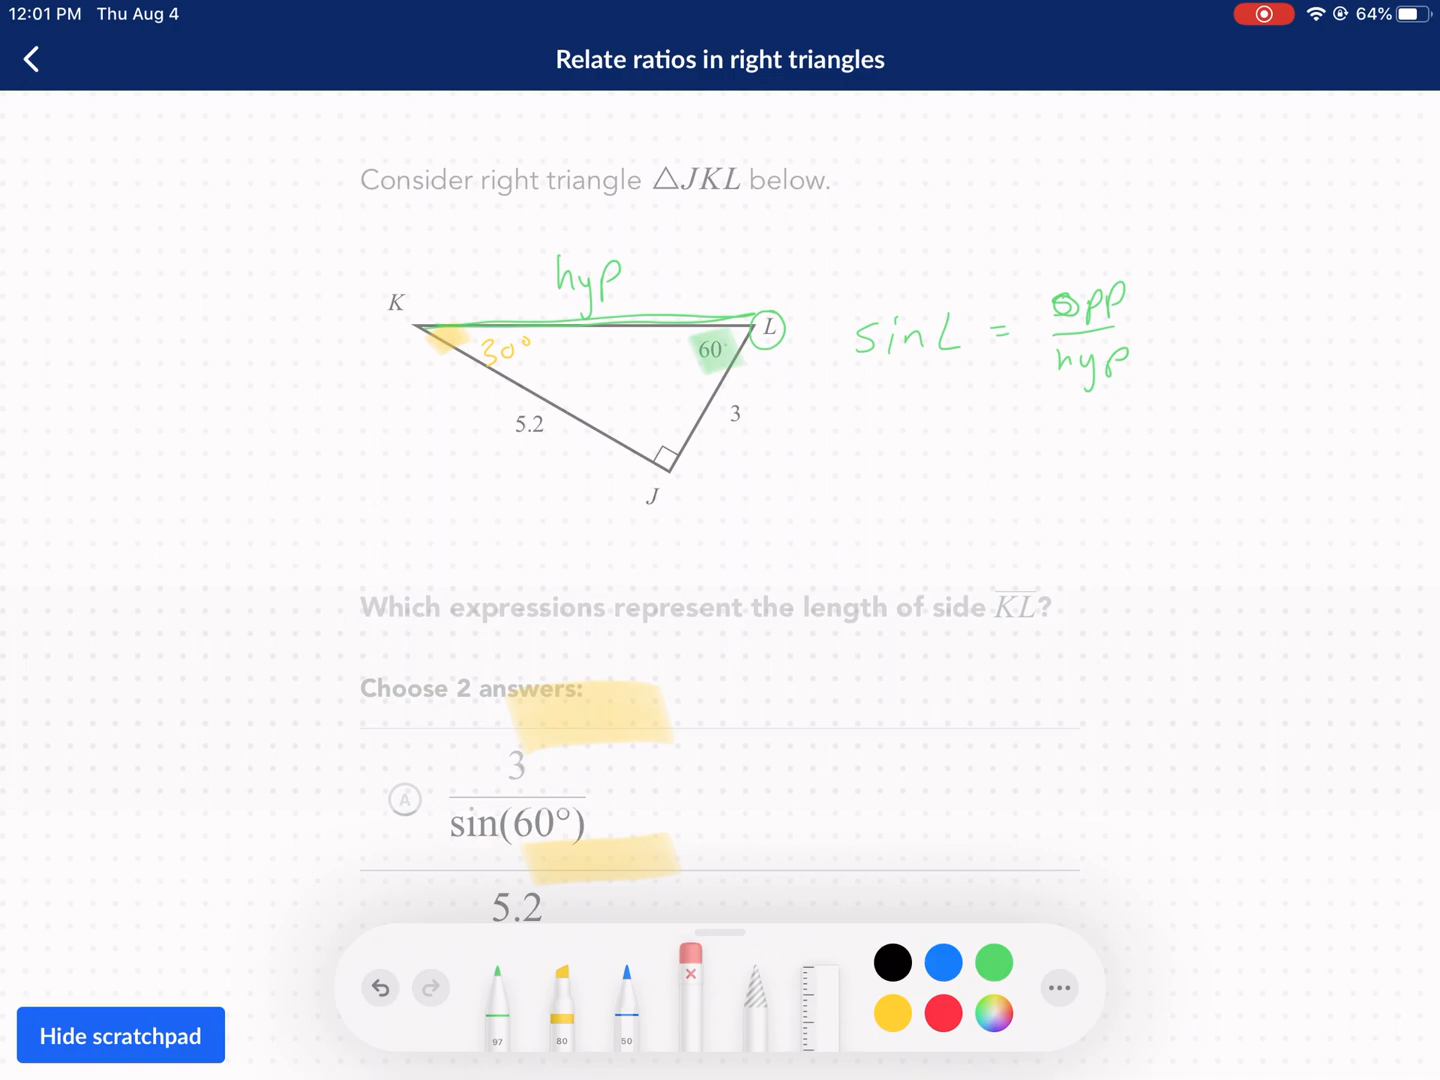 12:01 PM Thu Aug 4
64%
Relate ratios in right triangles
Consider right triangle △JKL below.
hyp
K
L
30°
60°
5.2
3
J
sin L = opp
hyp
Which expressions represent the length of side KL?
Choose 2 answers:
A
3
sin(60°)
5.2
97
80
50
Hide scratchpad